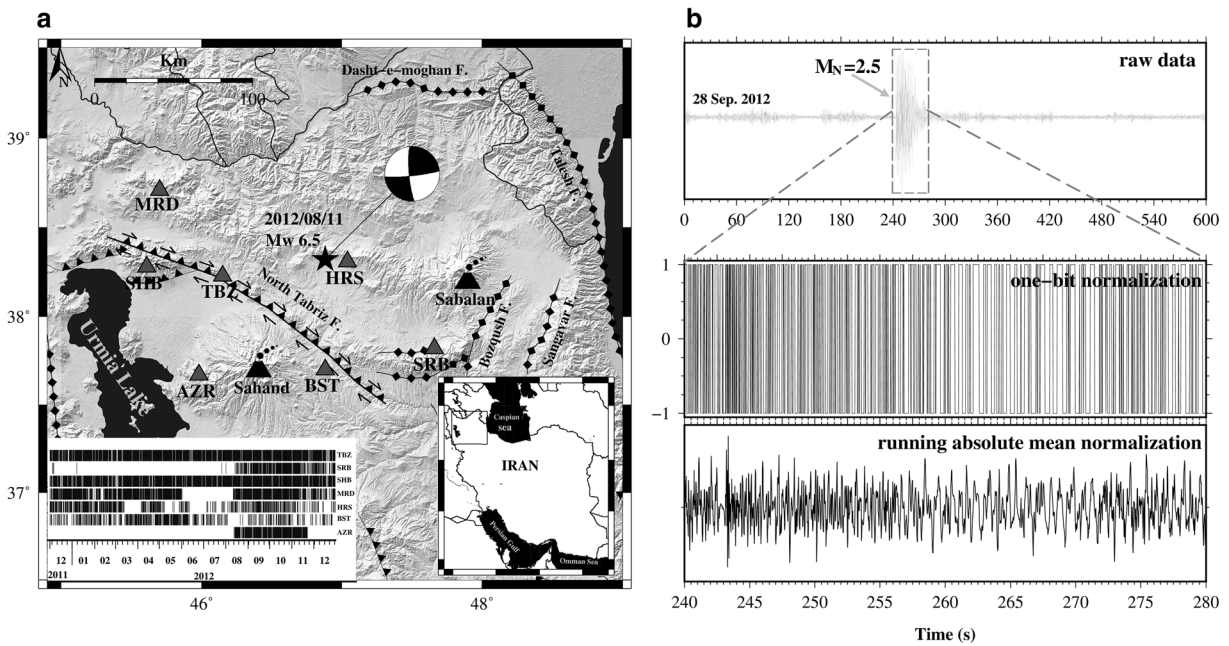 a
Km
N
0
100
Dasht-e-moghan F.
39°
Talesh F.
MRD
2012/08/11
Mw 6.5
HRS
SHB
TBZ
North Tabriz F.
Sabalan
38°
Urmia Lake
Bozqush F.
Sangavar F.
SRB
AZR
Sahand
BST
37°
TBZ
SRB
SHB
MRD
HRS
BST
AZR
12 01 02 03 04 05 06 07 08 09 10 11 12
2011 2012
Caspian
sea
IRAN
Persian Gulf
Omman Sea
46° 48°
b
raw data
MN=2.5
28 Sep. 2012
0 60 120 180 240 300 360 420 480 540 600
one-bit normalization
1
0
-1
running absolute mean normalization
240 245 250 255 260 265 270 275 280
Time (s)